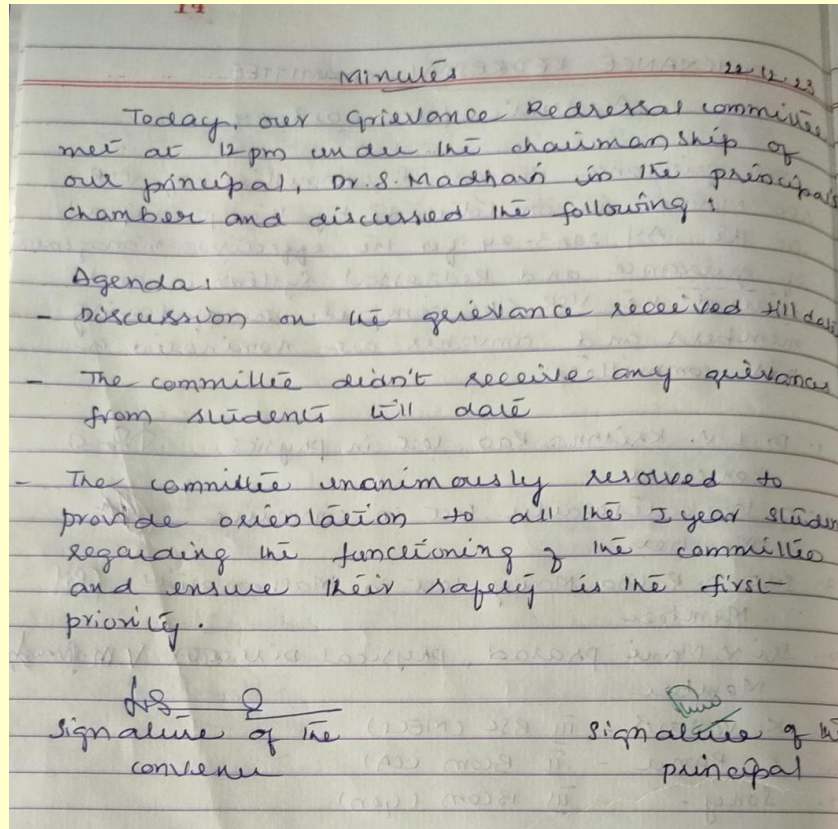 14
Minutes 22.12.23
Today, our Grievance Redressal committee
met at 12pm under the chairmanship of
our principal, Dr. S. Madhavi in the principal's
chamber and discussed the following:
Agenda:
- Discussion on the grievance received till date
- The committee didn't receive any grievances
from students till date
- The committee unanimously resolved to
provide orientation to all the I year studen
regarding the functioning of the committee
and ensure their safety is the first
priority.
signature of the
convener
signature of the
principal